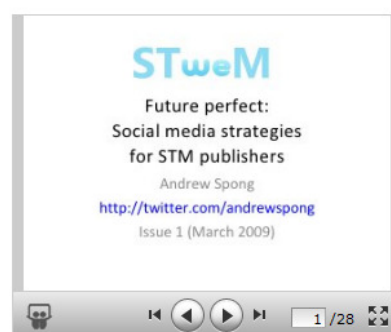 STweM
Future perfect:
Social media strategies
for STM publishers
Andrew Spong
http://twitter.com/andrewspong
Issue 1 (March 2009)
1 /28